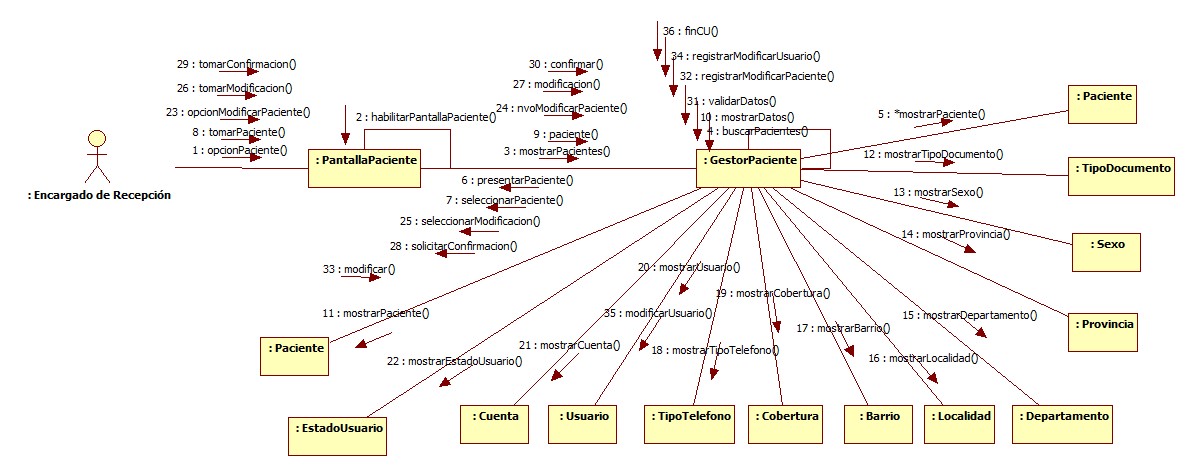 36 : finCU()
34 : registrarModificarUsuario()
29 : tomarConfirmacion()
30 : confirmar()
32 : registrarModificarPaciente()
26 : tomarModificacion()
27 : modificacion()
31 : validarDatos()
: Paciente
23 : opcionModificarPaciente()
24 : nvoModificarPaciente()
5 : *mostrarPaciente()
2 : habilitarPantallaPaciente()
10 : mostrarDatos()
8 : tomarPaciente()
9 : paciente()
4 : buscarPacientes()
1 : opcionPaciente()
3 : mostrarPacientes()
12 : mostrarTipoDocumento()
: PantallaPaciente
: GestorPaciente
: TipoDocumento
6 : presentarPaciente()
: Encargado de Recepción
7 : seleccionarPaciente()
13 : mostrarSexo()
25 : seleccionarModificacion()
14 : mostrarProvincia()
28 : solicitarConfirmacion()
: Sexo
33 : modificar()
20 : mostrarUsuario()
19 : mostrarCobertura()
11 : mostrarPaciente()
35 : modificarUsuario()
15 : mostrarDepartamento()
17 : mostrarBarrio()
: Provincia
: Paciente
21 : mostrarCuenta()
18 : mostrarTipoTelefono()
16 : mostrarLocalidad()
22 : mostrarEstadoUsuario()
: EstadoUsuario
: Cuenta
: Usuario
: TipoTelefono
: Cobertura
: Barrio
: Localidad
: Departamento